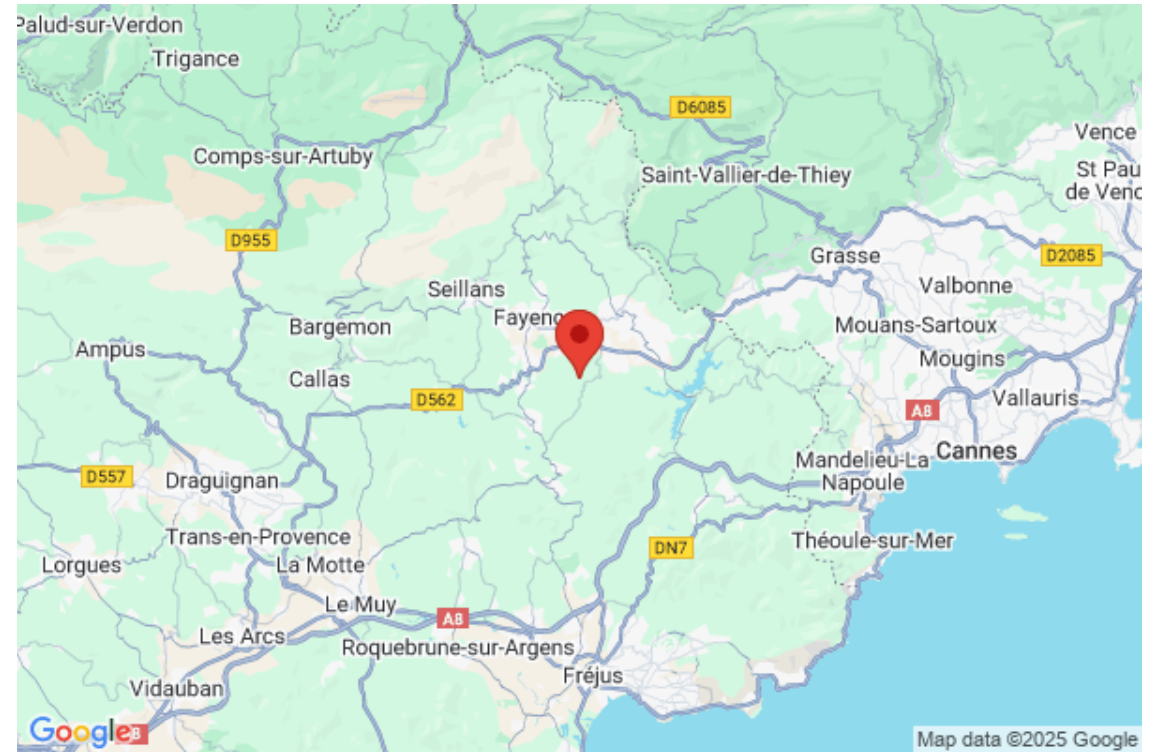 Palud-sur-Verdon
Trigance
D6085
Vence
Comps-sur-Artuby
Saint-Vallier-de-Thiey
St Pau
de Venc
D955
Grasse
D2085
Seillans
Valbonne
Fayenc
Bargemon
Mouans-Sartoux
Ampus
Mougins
Callas
D562
Vallauris
A8
Cannes
Mandelieu-La
Napoule
D557
Draguignan
Trans-en-Provence
DN7
Théoule-sur-Mer
Lorgues
La Motte
Le Muy
A8
Les Arcs
Roquebrune-sur-Argens
Fréjus
Vidauban
Google
Map data ©2025 Google